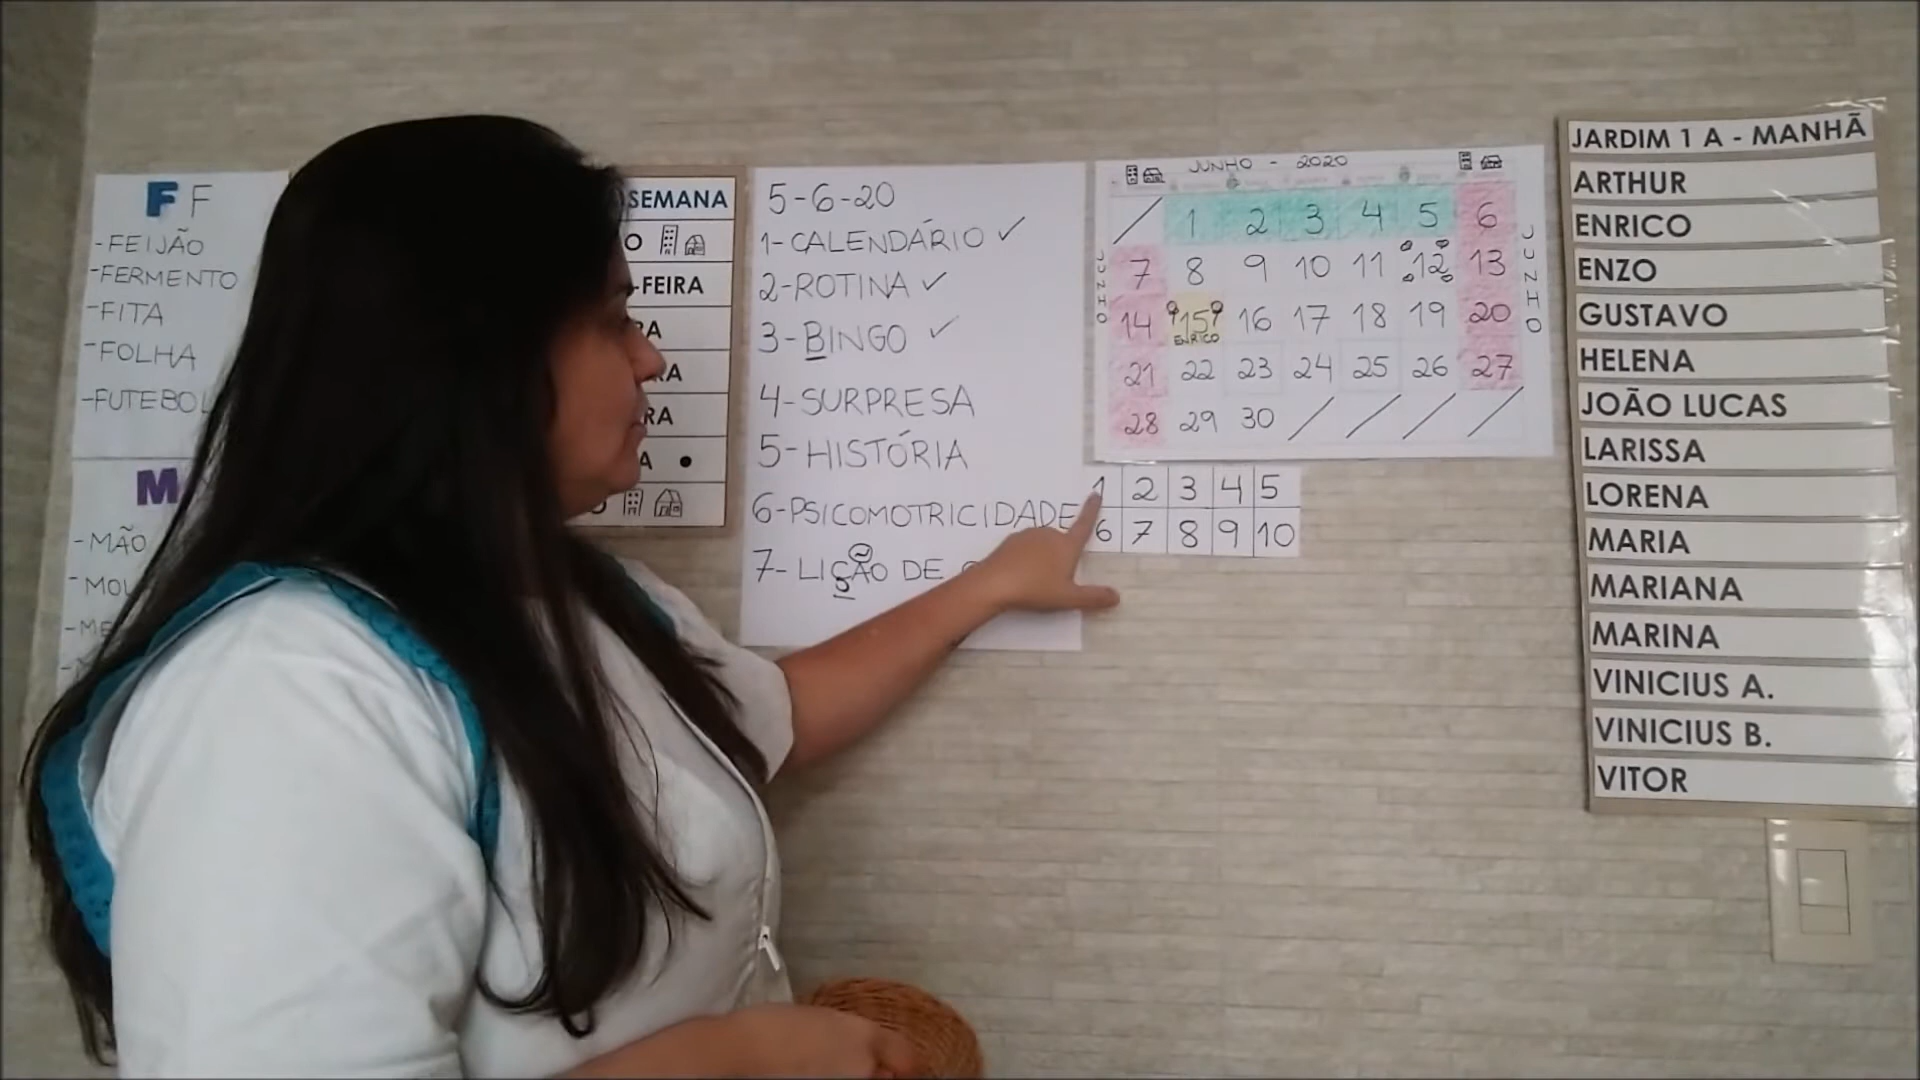 F F
-FEIJÃO
-FERMENTO
-FITA
-FOLHA
-FUTEBOL
M
-MÃO
SEMANA
O
-FEIRA
RA
RA
RA
A
O
5-6-20
1-CALENDÁRIO ✓
2-ROTINA ✓
3-BINGO ✓
4-SURPRESA
5-HISTÓRIA
6-PSICOMOTRICIDADE
7-LIÇÃO DE
JUNHO - 2020
/ 1 2 3 4 5 6
7 8 9 10 11 12 13
14 15 16 17 18 19 20
ENRICO
21 22 23 24 25 26 27
28 29 30 / / / /
JUNHO
JUNHO
1 2 3 4 5
6 7 8 9 10
JARDIM 1 A - MANHÃ
ARTHUR
ENRICO
ENZO
GUSTAVO
HELENA
JOÃO LUCAS
LARISSA
LORENA
MARIA
MARIANA
MARINA
VINICIUS A.
VINICIUS B.
VITOR